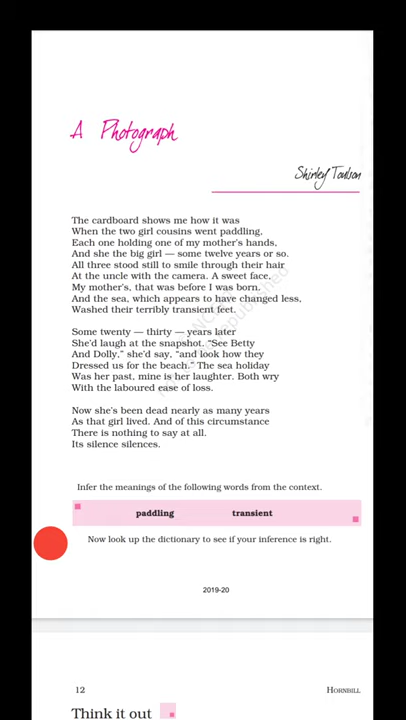 A Photograph
Shirley Toulson
The cardboard shows me how it was
When the two girl cousins went paddling,
Each one holding one of my mother's hands,
And she the big girl — some twelve years or so.
All three stood still to smile through their hair
At the uncle with the camera. A sweet face,
My mother's, that was before I was born.
And the sea, which appears to have changed less,
Washed their terribly transient feet.
Some twenty — thirty — years later
She'd laugh at the snapshot. “See Betty
And Dolly,” she'd say, “and look how they
Dressed us for the beach.” The sea holiday
Was her past, mine is her laughter. Both wry
With the laboured ease of loss.
Now she's been dead nearly as many years
As that girl lived. And of this circumstance
There is nothing to say at all.
Its silence silences.
Infer the meanings of the following words from the context.
paddling transient
Now look up the dictionary to see if your inference is right.
2019-20
12 HORNBILL
Think it out